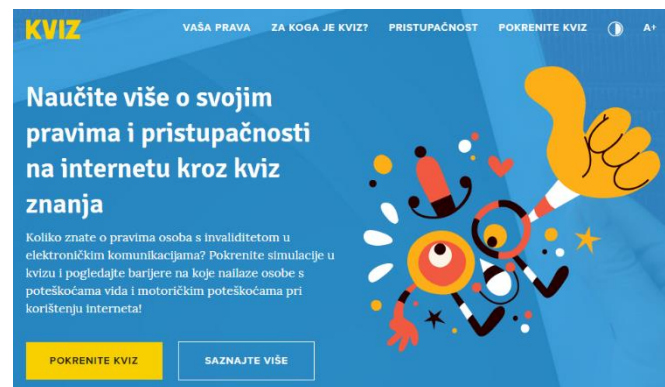 KVIZ
VAŠA PRAVA ZA KOGA JE KVIZ? PRISTUPAČNOST POKRENITE KVIZ A+
Naučite više o svojim
pravima i pristupačnosti
na internetu kroz kviz
znanja
Koliko znate o pravima osoba s invaliditetom u
elektroničkim komunikacijama? Pokrenite simulacije u
kvizu i pogledajte barijere na koje nailaze osobe s
poteškoćama vida i motoričkim poteškoćama pri
korištenju interneta!
POKRENITE KVIZ
SAZNAJTE VIŠE